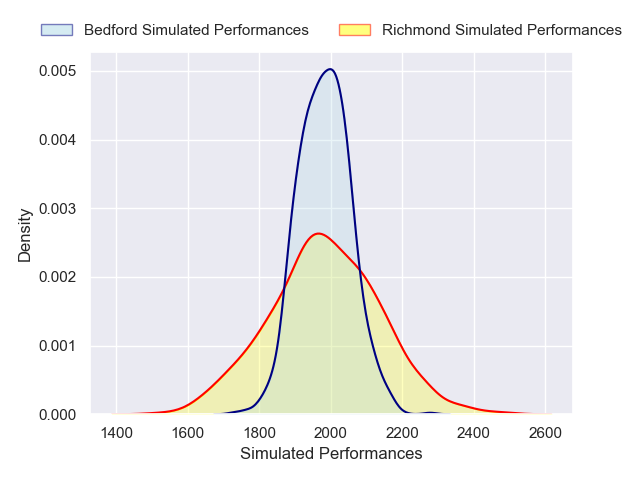 Bedford Simulated Performances
Richmond Simulated Performances
0.005
0.004
0.003
0.002
0.001
0.000
Density
1400 1600 1800 2000 2200 2400 2600
Simulated Performances